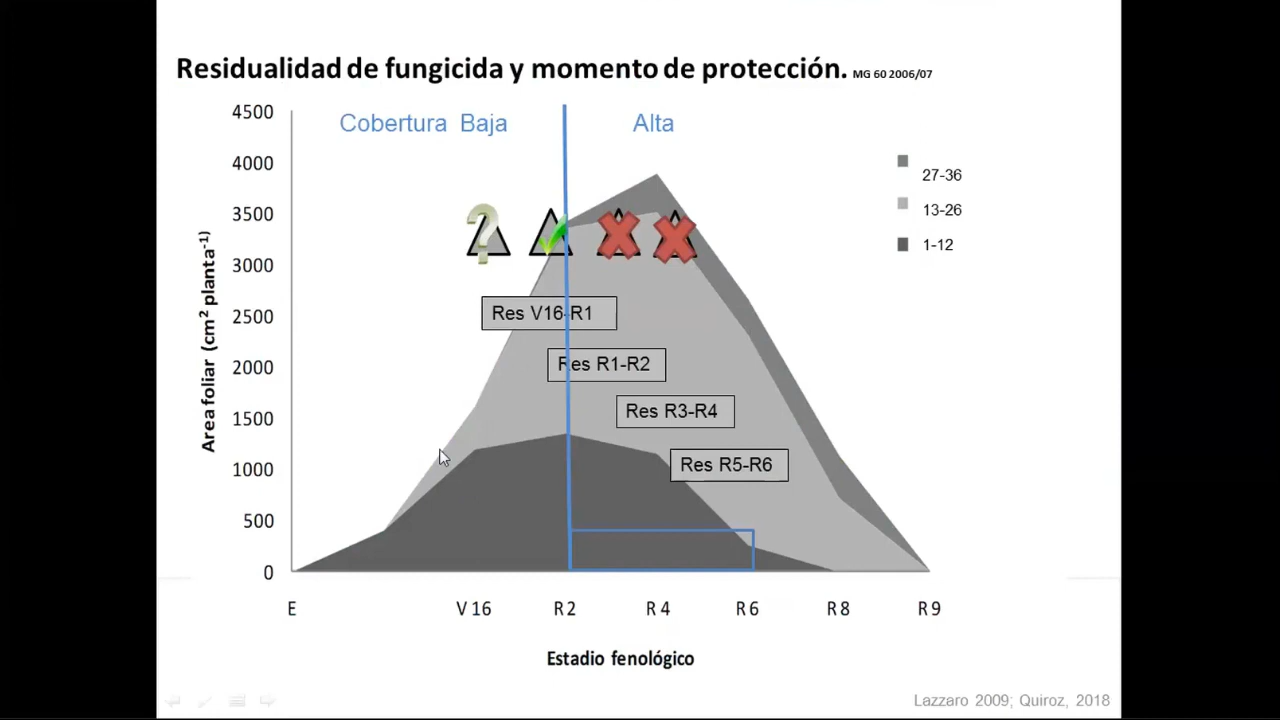 Residualidad de fungicida y momento de protección. MG 60 2006/07
Cobertura Baja
Alta
4500
4000
3500
3000
2500
2000
1500
1000
500
0
Area foliar (cm² planta⁻¹)
27-36
13-26
1-12
Res V16-R1
Res R1-R2
Res R3-R4
Res R5-R6
E V 16 R 2 R 4 R 6 R 8 R 9
Estadio fenológico
Lazzaro 2009; Quiroz, 2018